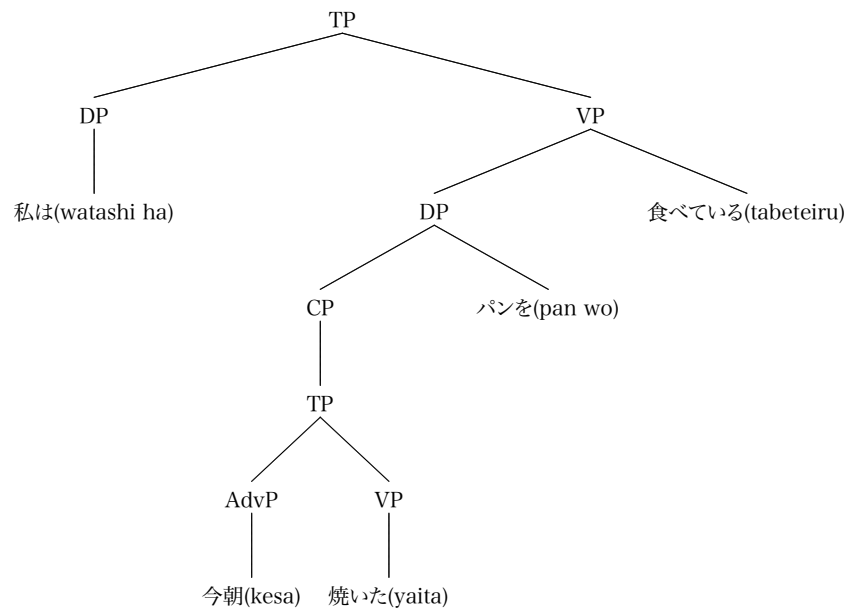 TP
DP VP
私は(watashi ha) DP 食べている(tabeteiru)
CP パンを(pan wo)
TP
AdvP VP
今朝(kesa) 焼いた(yaita)